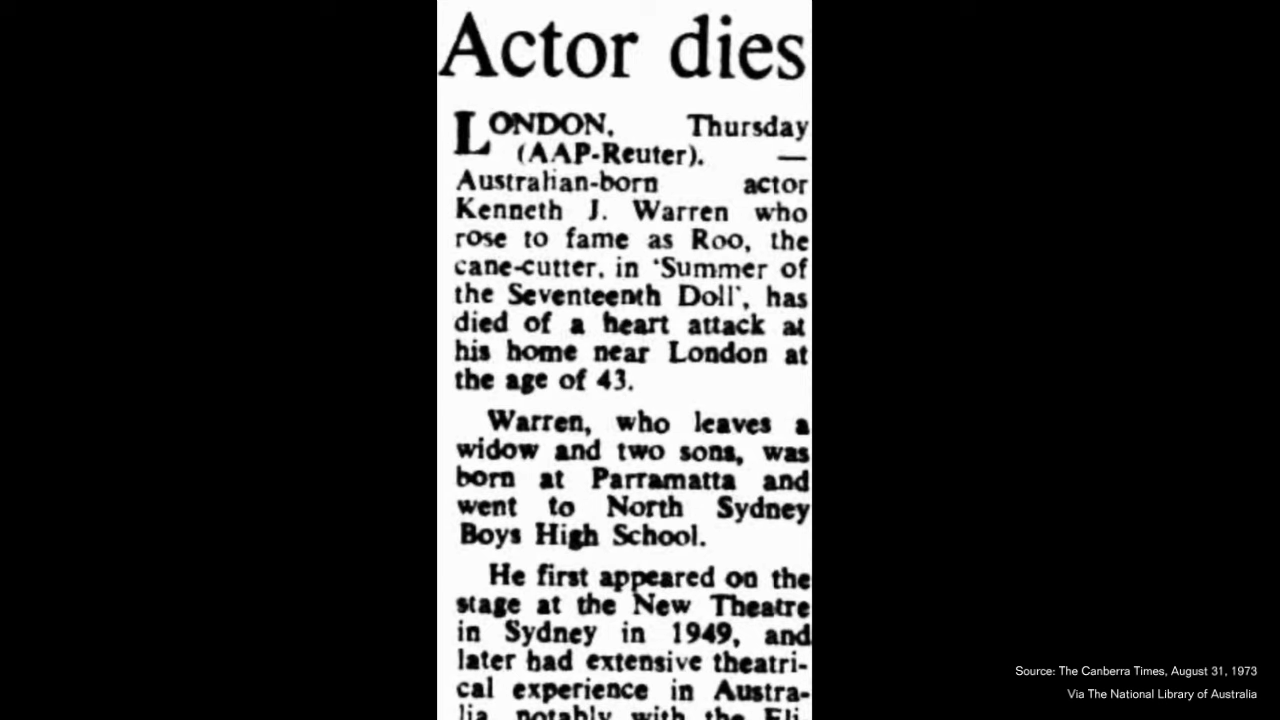 Actor dies
LONDON, Thursday
(AAP-Reuter). —
Australian-born actor
Kenneth J. Warren who
rose to fame as Roo, the
cane-cutter, in 'Summer of
the Seventeenth Doll', has
died of a heart attack at
his home near London at
the age of 43.
Warren, who leaves a
widow and two sons, was
born at Parramatta and
went to North Sydney
Boys High School.
He first appeared on the
stage at the New Theatre
in Sydney in 1949, and
later had extensive theatri-
cal experience in Austra-
lia, notably with the Eli-
Source: The Canberra Times, August 31, 1973
Via The National Library of Australia